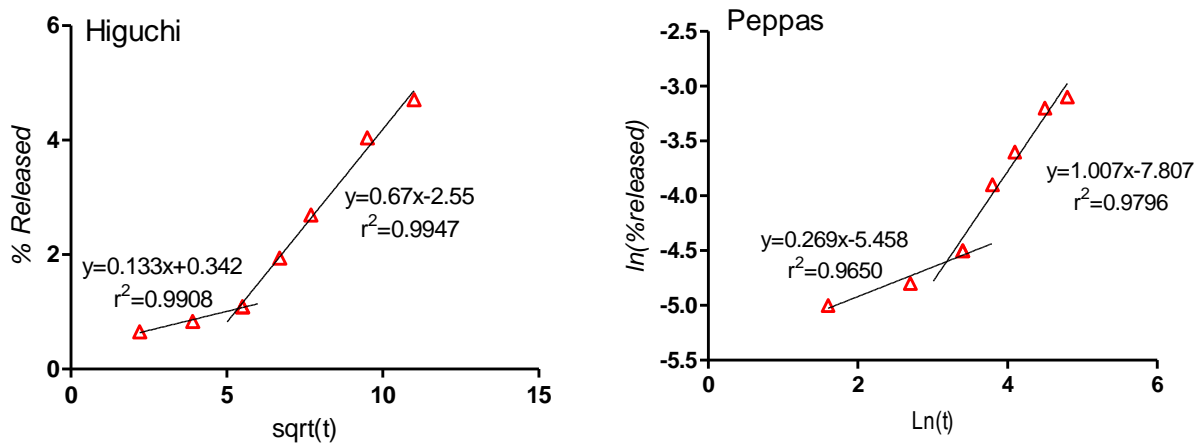 Higuchi
% Released
6
4
2
0
0 5 10 15
sqrt(t)
y=0.67x-2.55
r²=0.9947
y=0.133x+0.342
r²=0.9908
Peppas
ln(%released)
-2.5
-3.0
-3.5
-4.0
-4.5
-5.0
-5.5
0 2 4 6
Ln(t)
y=1.007x-7.807
r²=0.9796
y=0.269x-5.458
r²=0.9650